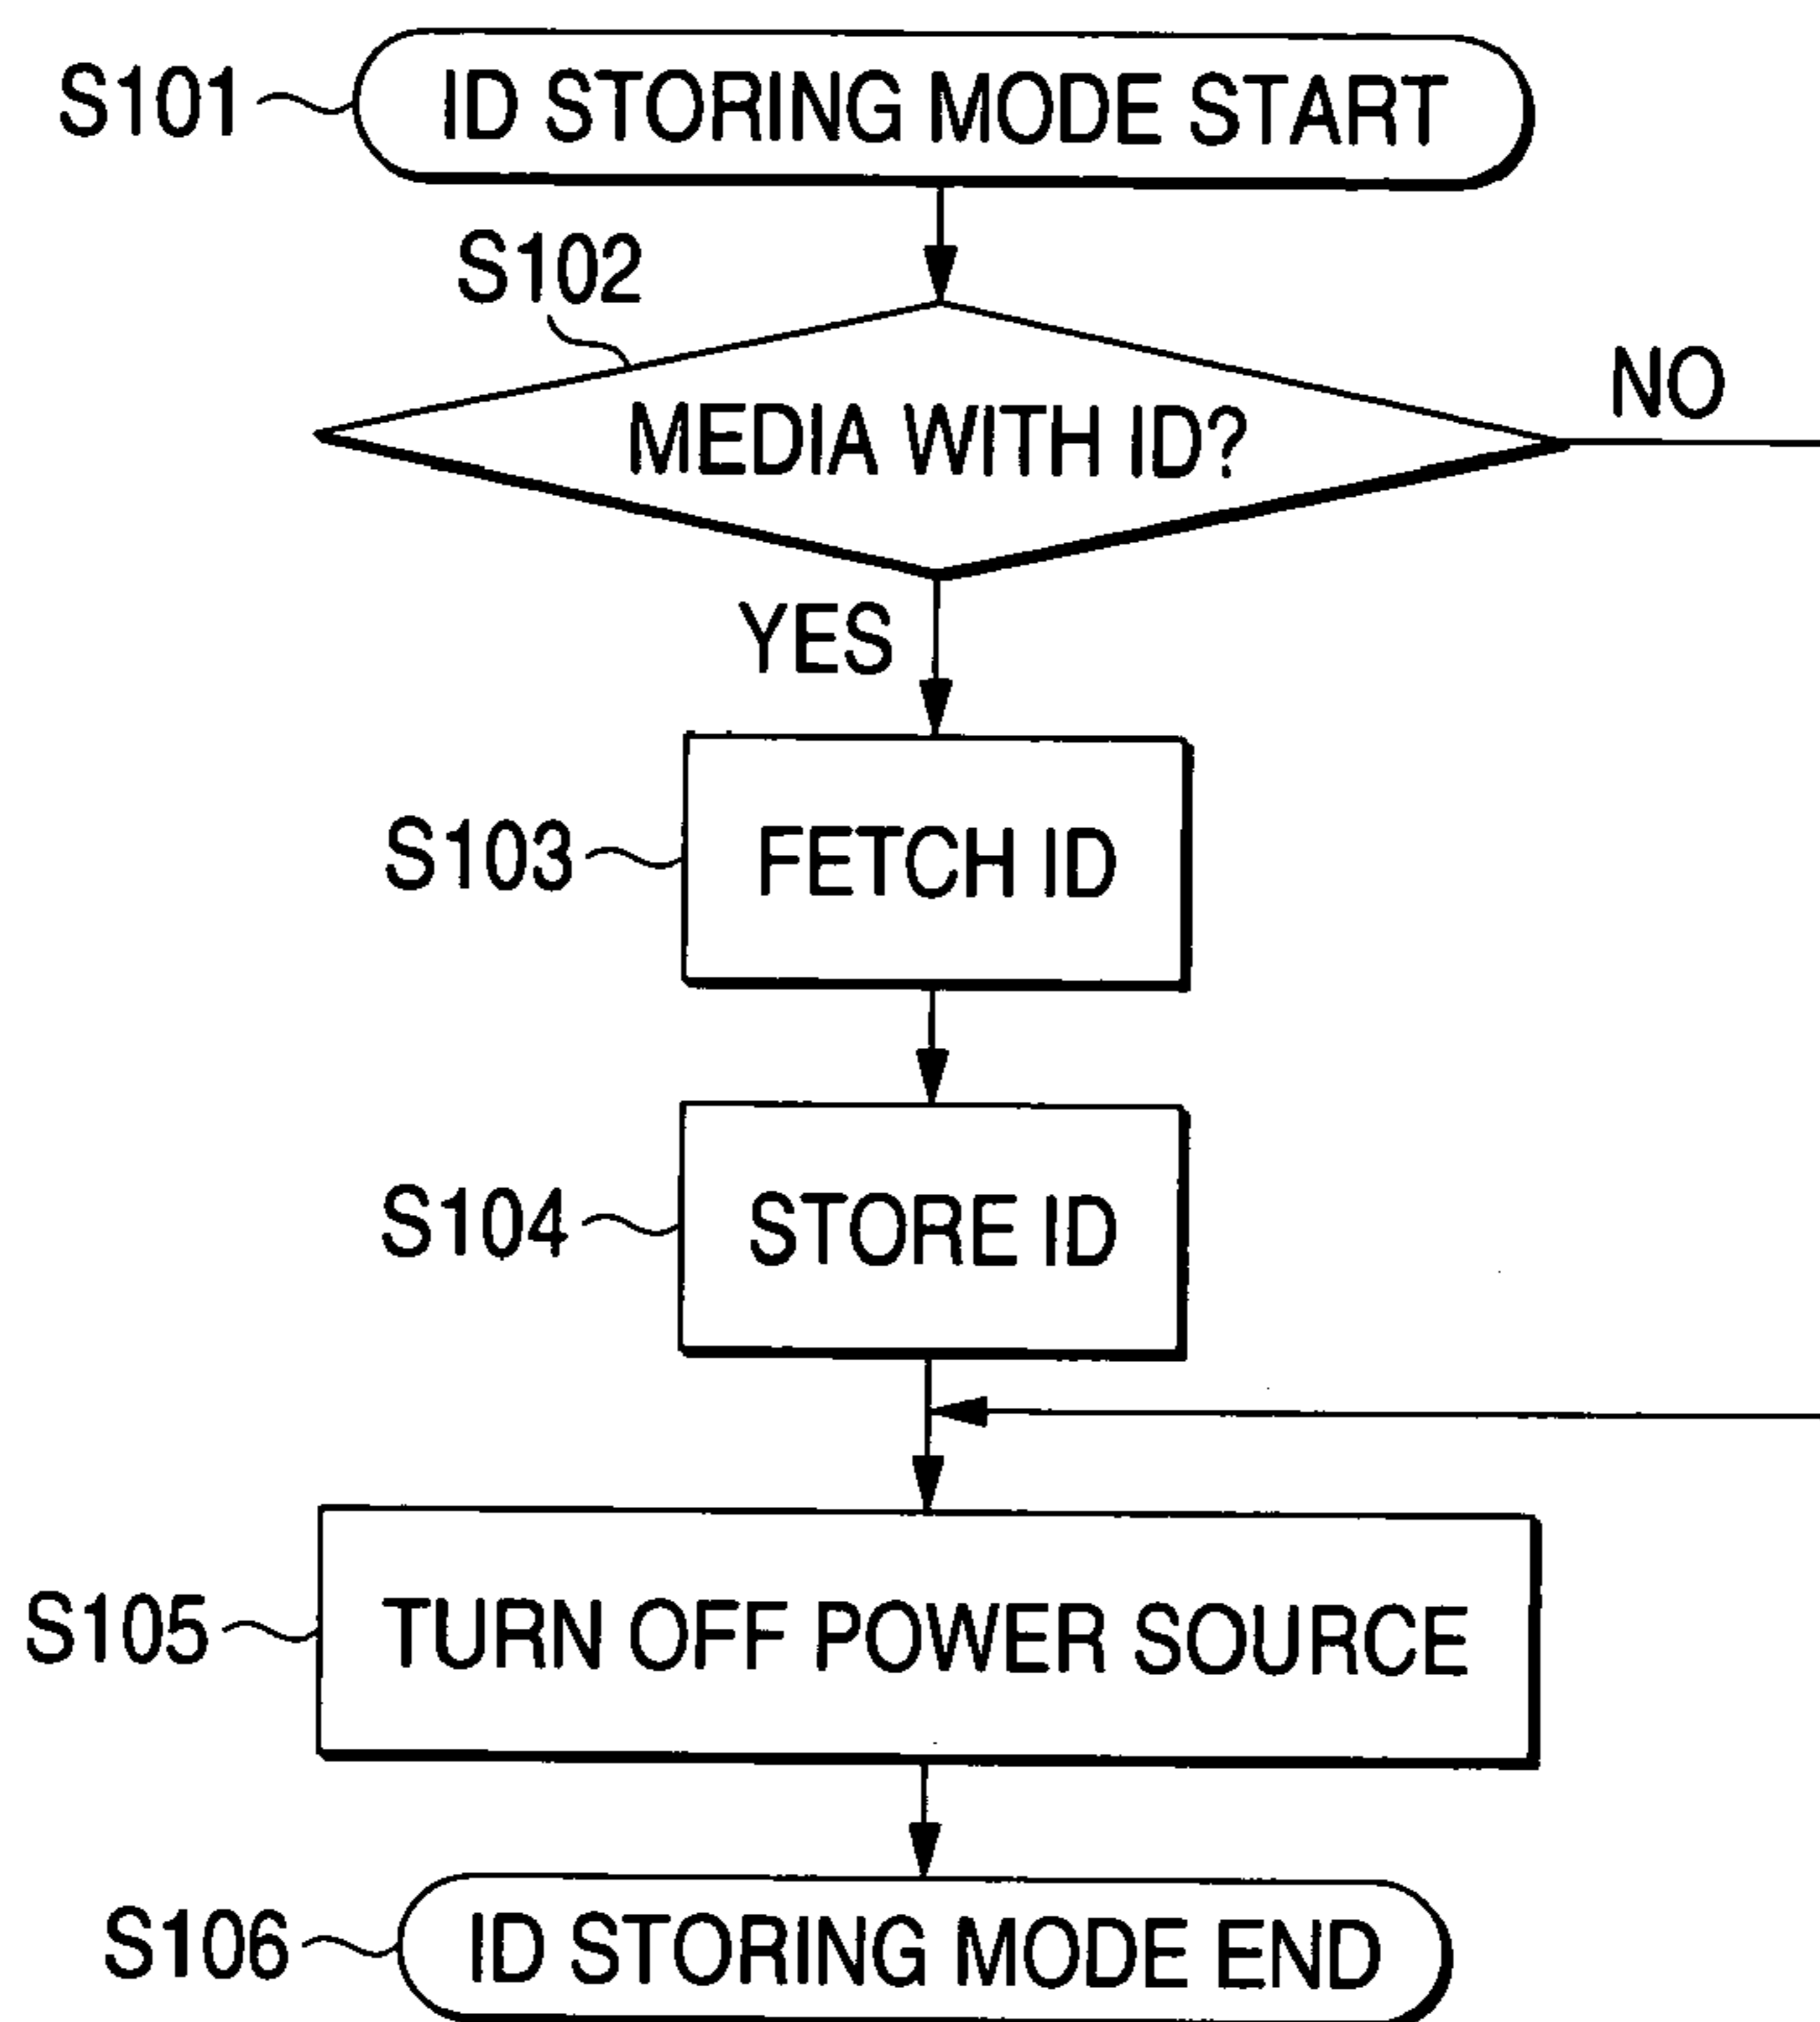 S101 ID STORING MODE START
S102
MEDIA WITH ID?
NO
YES
S103 FETCH ID
S104 STORE ID
S105 TURN OFF POWER SOURCE
S106 ID STORING MODE END